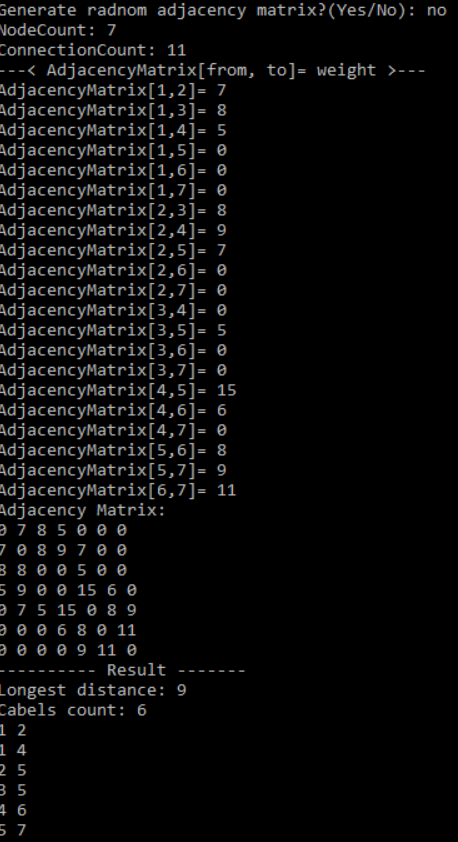 Generate radnom adjacency matrix?(Yes/No): no
NodeCount: 7
ConnectionCount: 11
---< AdjacencyMatrix[from, to]= weight >---
AdjacencyMatrix[1,2]= 7
AdjacencyMatrix[1,3]= 8
AdjacencyMatrix[1,4]= 5
AdjacencyMatrix[1,5]= 0
AdjacencyMatrix[1,6]= 0
AdjacencyMatrix[1,7]= 0
AdjacencyMatrix[2,3]= 8
AdjacencyMatrix[2,4]= 9
AdjacencyMatrix[2,5]= 7
AdjacencyMatrix[2,6]= 0
AdjacencyMatrix[2,7]= 0
AdjacencyMatrix[3,4]= 0
AdjacencyMatrix[3,5]= 5
AdjacencyMatrix[3,6]= 0
AdjacencyMatrix[3,7]= 0
AdjacencyMatrix[4,5]= 15
AdjacencyMatrix[4,6]= 6
AdjacencyMatrix[4,7]= 0
AdjacencyMatrix[5,6]= 8
AdjacencyMatrix[5,7]= 9
AdjacencyMatrix[6,7]= 11
Adjacency Matrix:
0 7 8 5 0 0 0
7 0 8 9 7 0 0
8 8 0 0 5 0 0
5 9 0 0 15 6 0
0 7 5 15 0 8 9
0 0 0 6 8 0 11
0 0 0 0 9 11 0
---------- Result -------
Longest distance: 9
Cabels count: 6
1 2
1 4
2 5
3 5
4 6
5 7